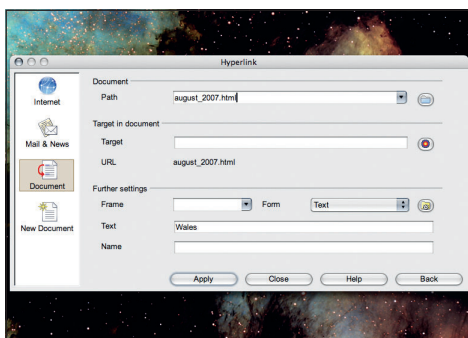 Hyperlink
Internet
Mail & News
Document
New Document
Document
Path august_2007.html
Target in document
Target
URL august_2007.html
Further settings
Frame Form Text
Text Wales
Name
Apply Close Help Back